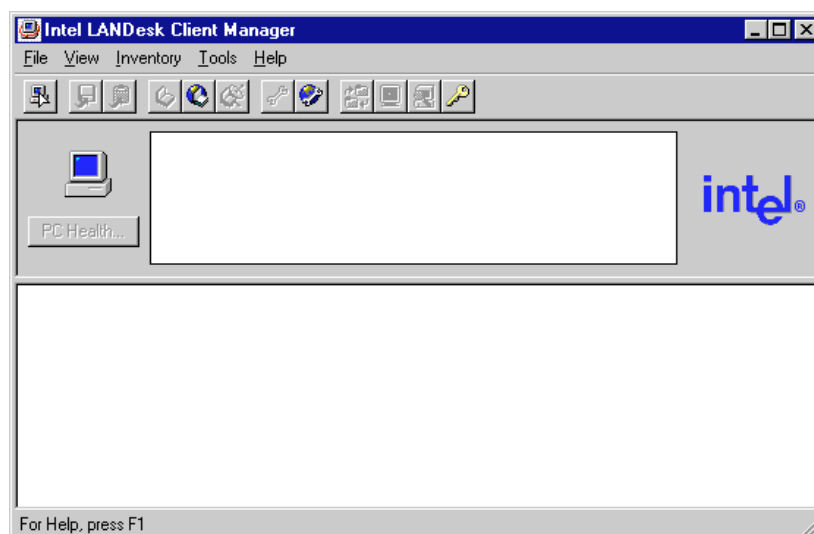 Intel LANDesk Client Manager
File View Inventory Tools Help
PC Health...
intel®
For Help, press F1